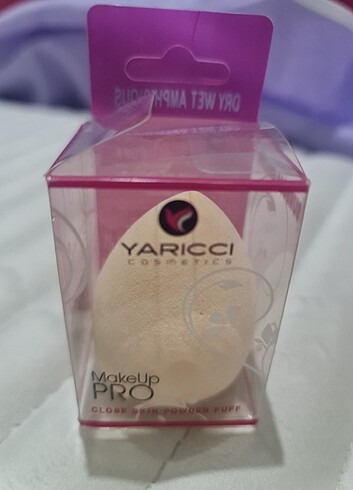 DRY WET AMPHIBIOUS
YARICCI
COSMETICS
MakeUp
PRO
CLOSE SKIN POWDER PUFF